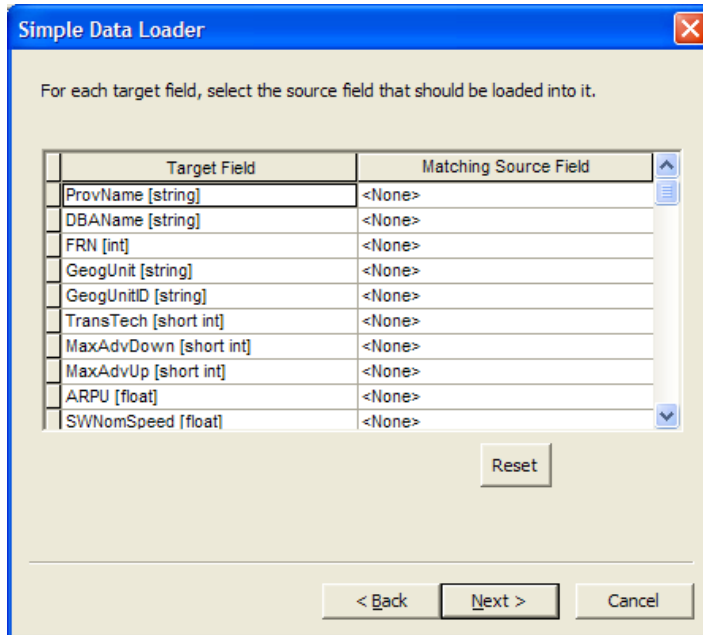 Simple Data Loader
For each target field, select the source field that should be loaded into it.
Target Field Matching Source Field
ProvName [string] <None>
DBAName [string] <None>
FRN [int] <None>
GeogUnit [string] <None>
GeogUnitID [string] <None>
TransTech [short int] <None>
MaxAdvDown [short int] <None>
MaxAdvUp [short int] <None>
ARPU [float] <None>
SWNomSpeed [float] <None>
Reset
< Back Next > Cancel